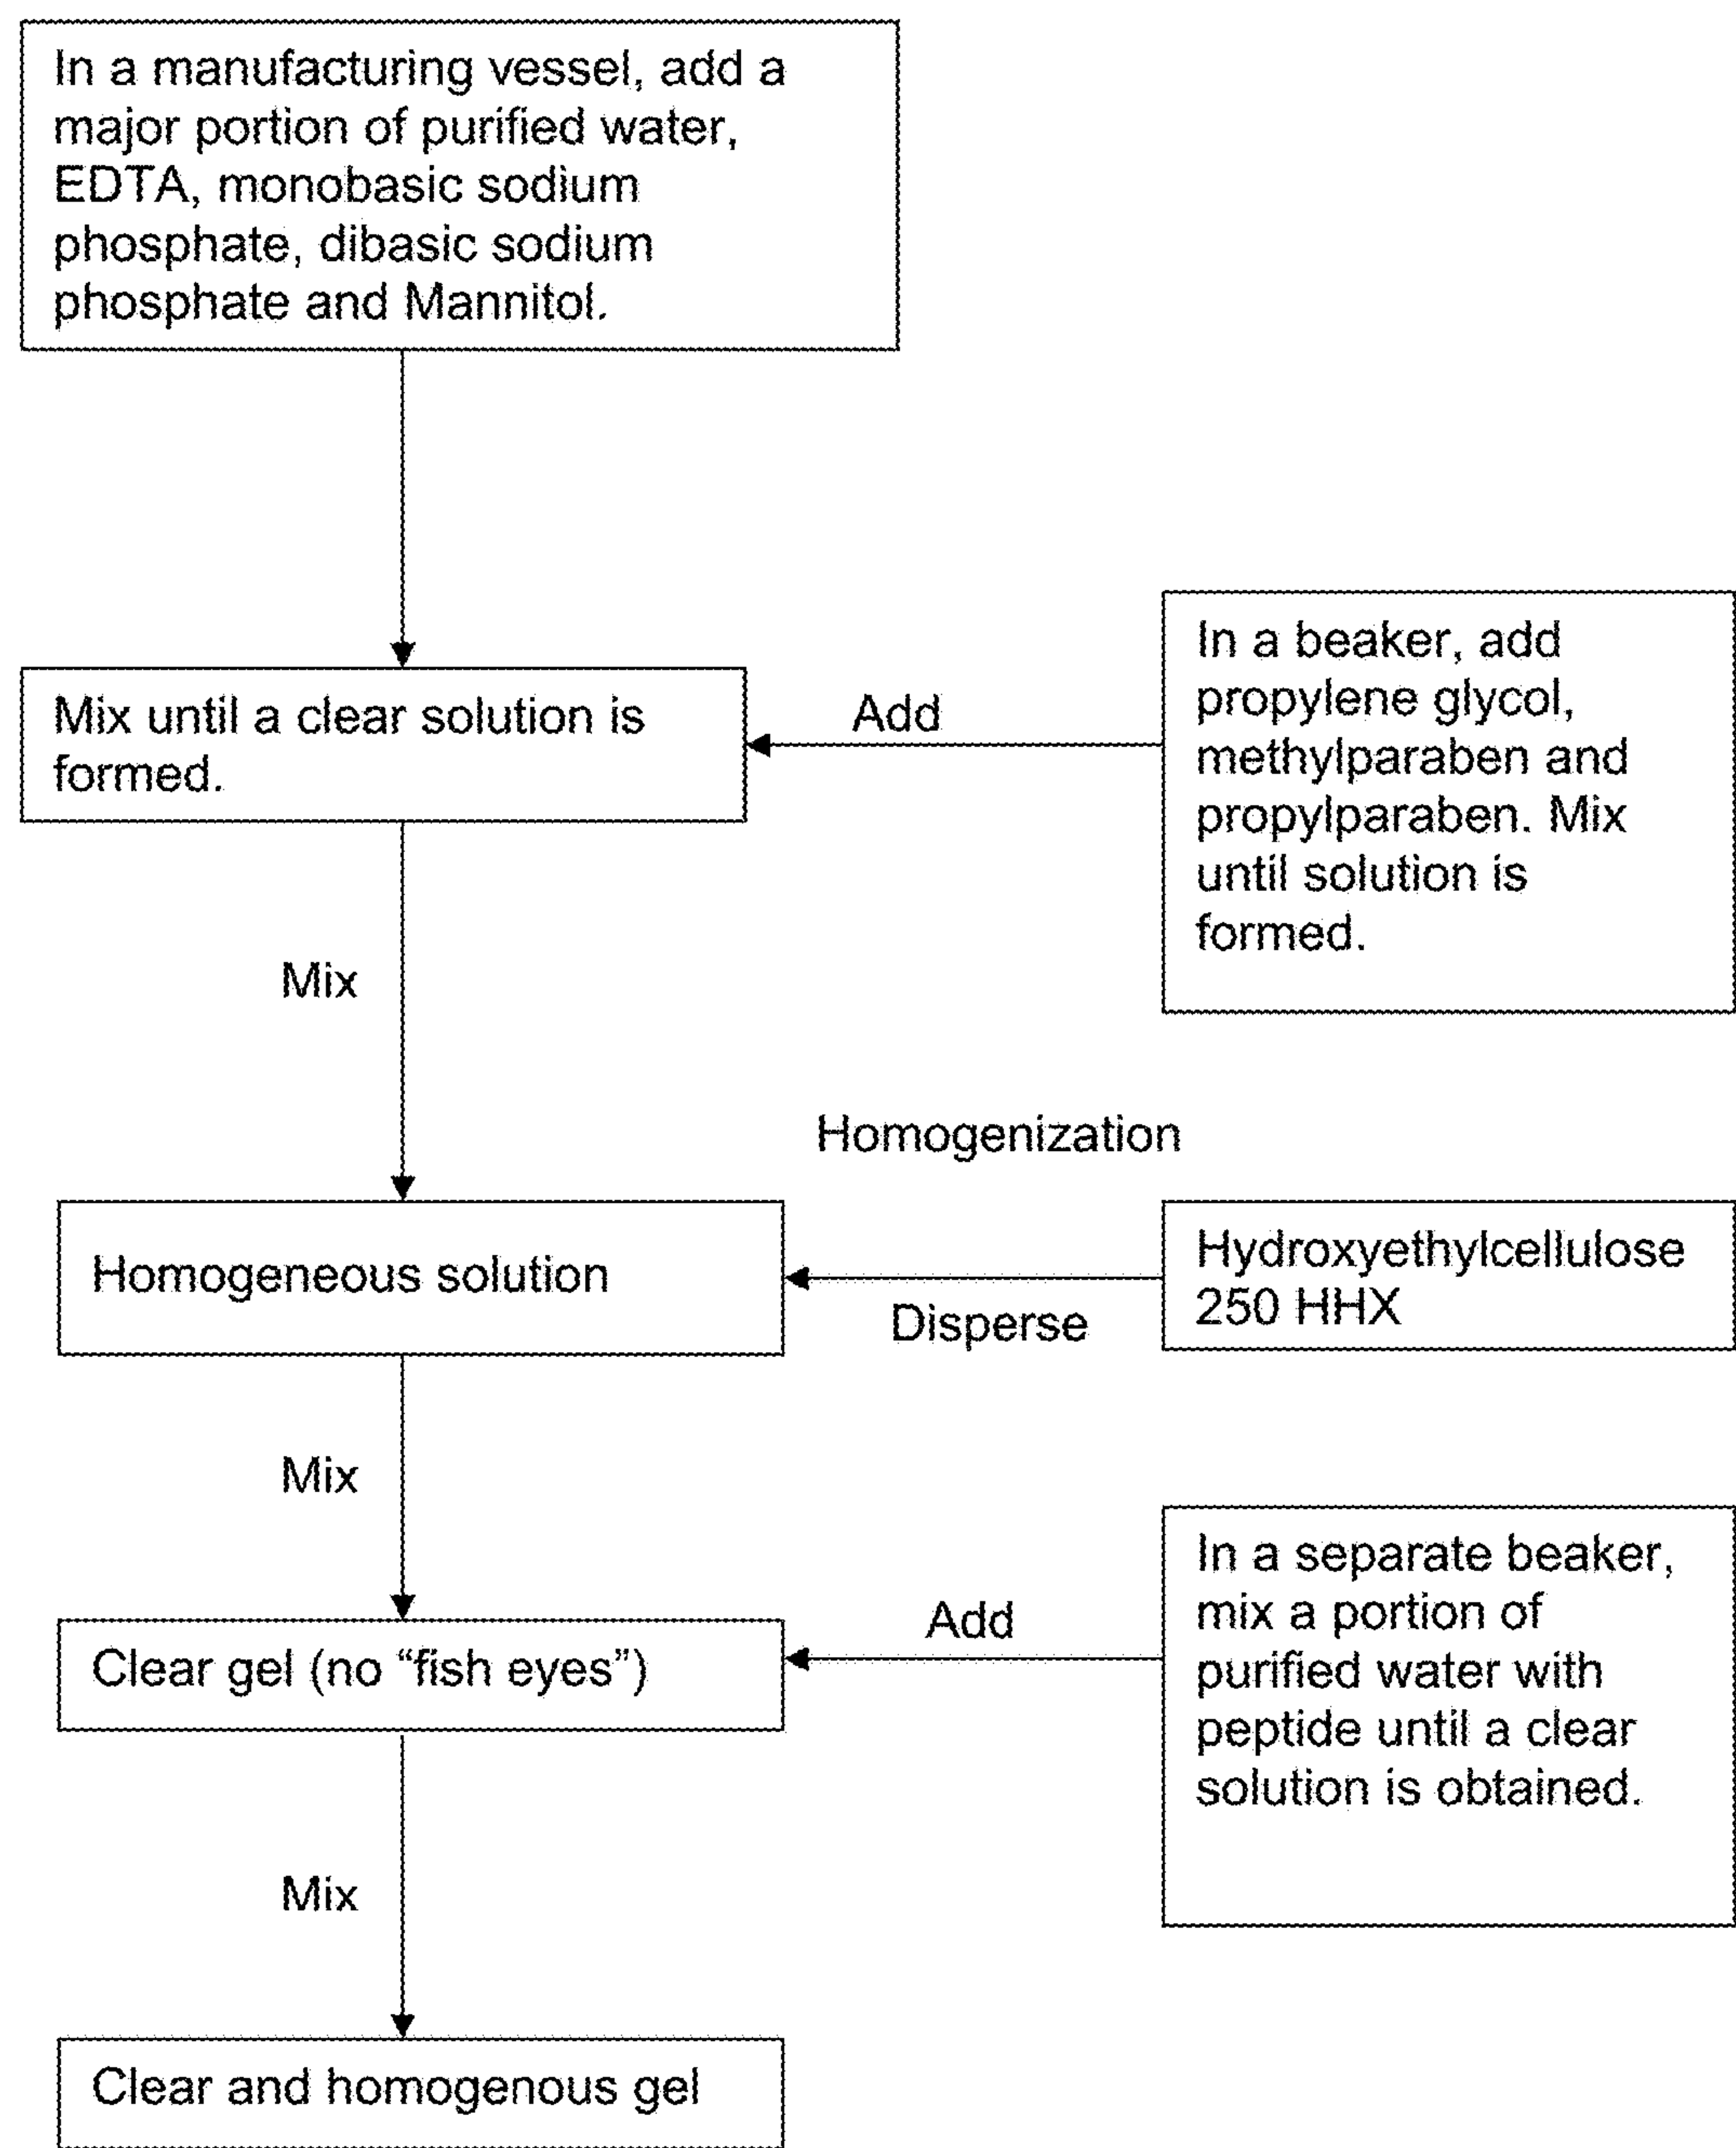 In a manufacturing vessel, add a
major portion of purified water,
EDTA, monobasic sodium
phosphate, dibasic sodium
phosphate and Mannitol.
Mix until a clear solution is
formed.
Add
In a beaker, add
propylene glycol,
methylparaben and
propylparaben. Mix
until solution is
formed.
Mix
Homogenization
Homogeneous solution
Disperse
Hydroxyethylcellulose
250 HHX
Mix
Clear gel (no “fish eyes”)
Add
In a separate beaker,
mix a portion of
purified water with
peptide until a clear
solution is obtained.
Mix
Clear and homogenous gel